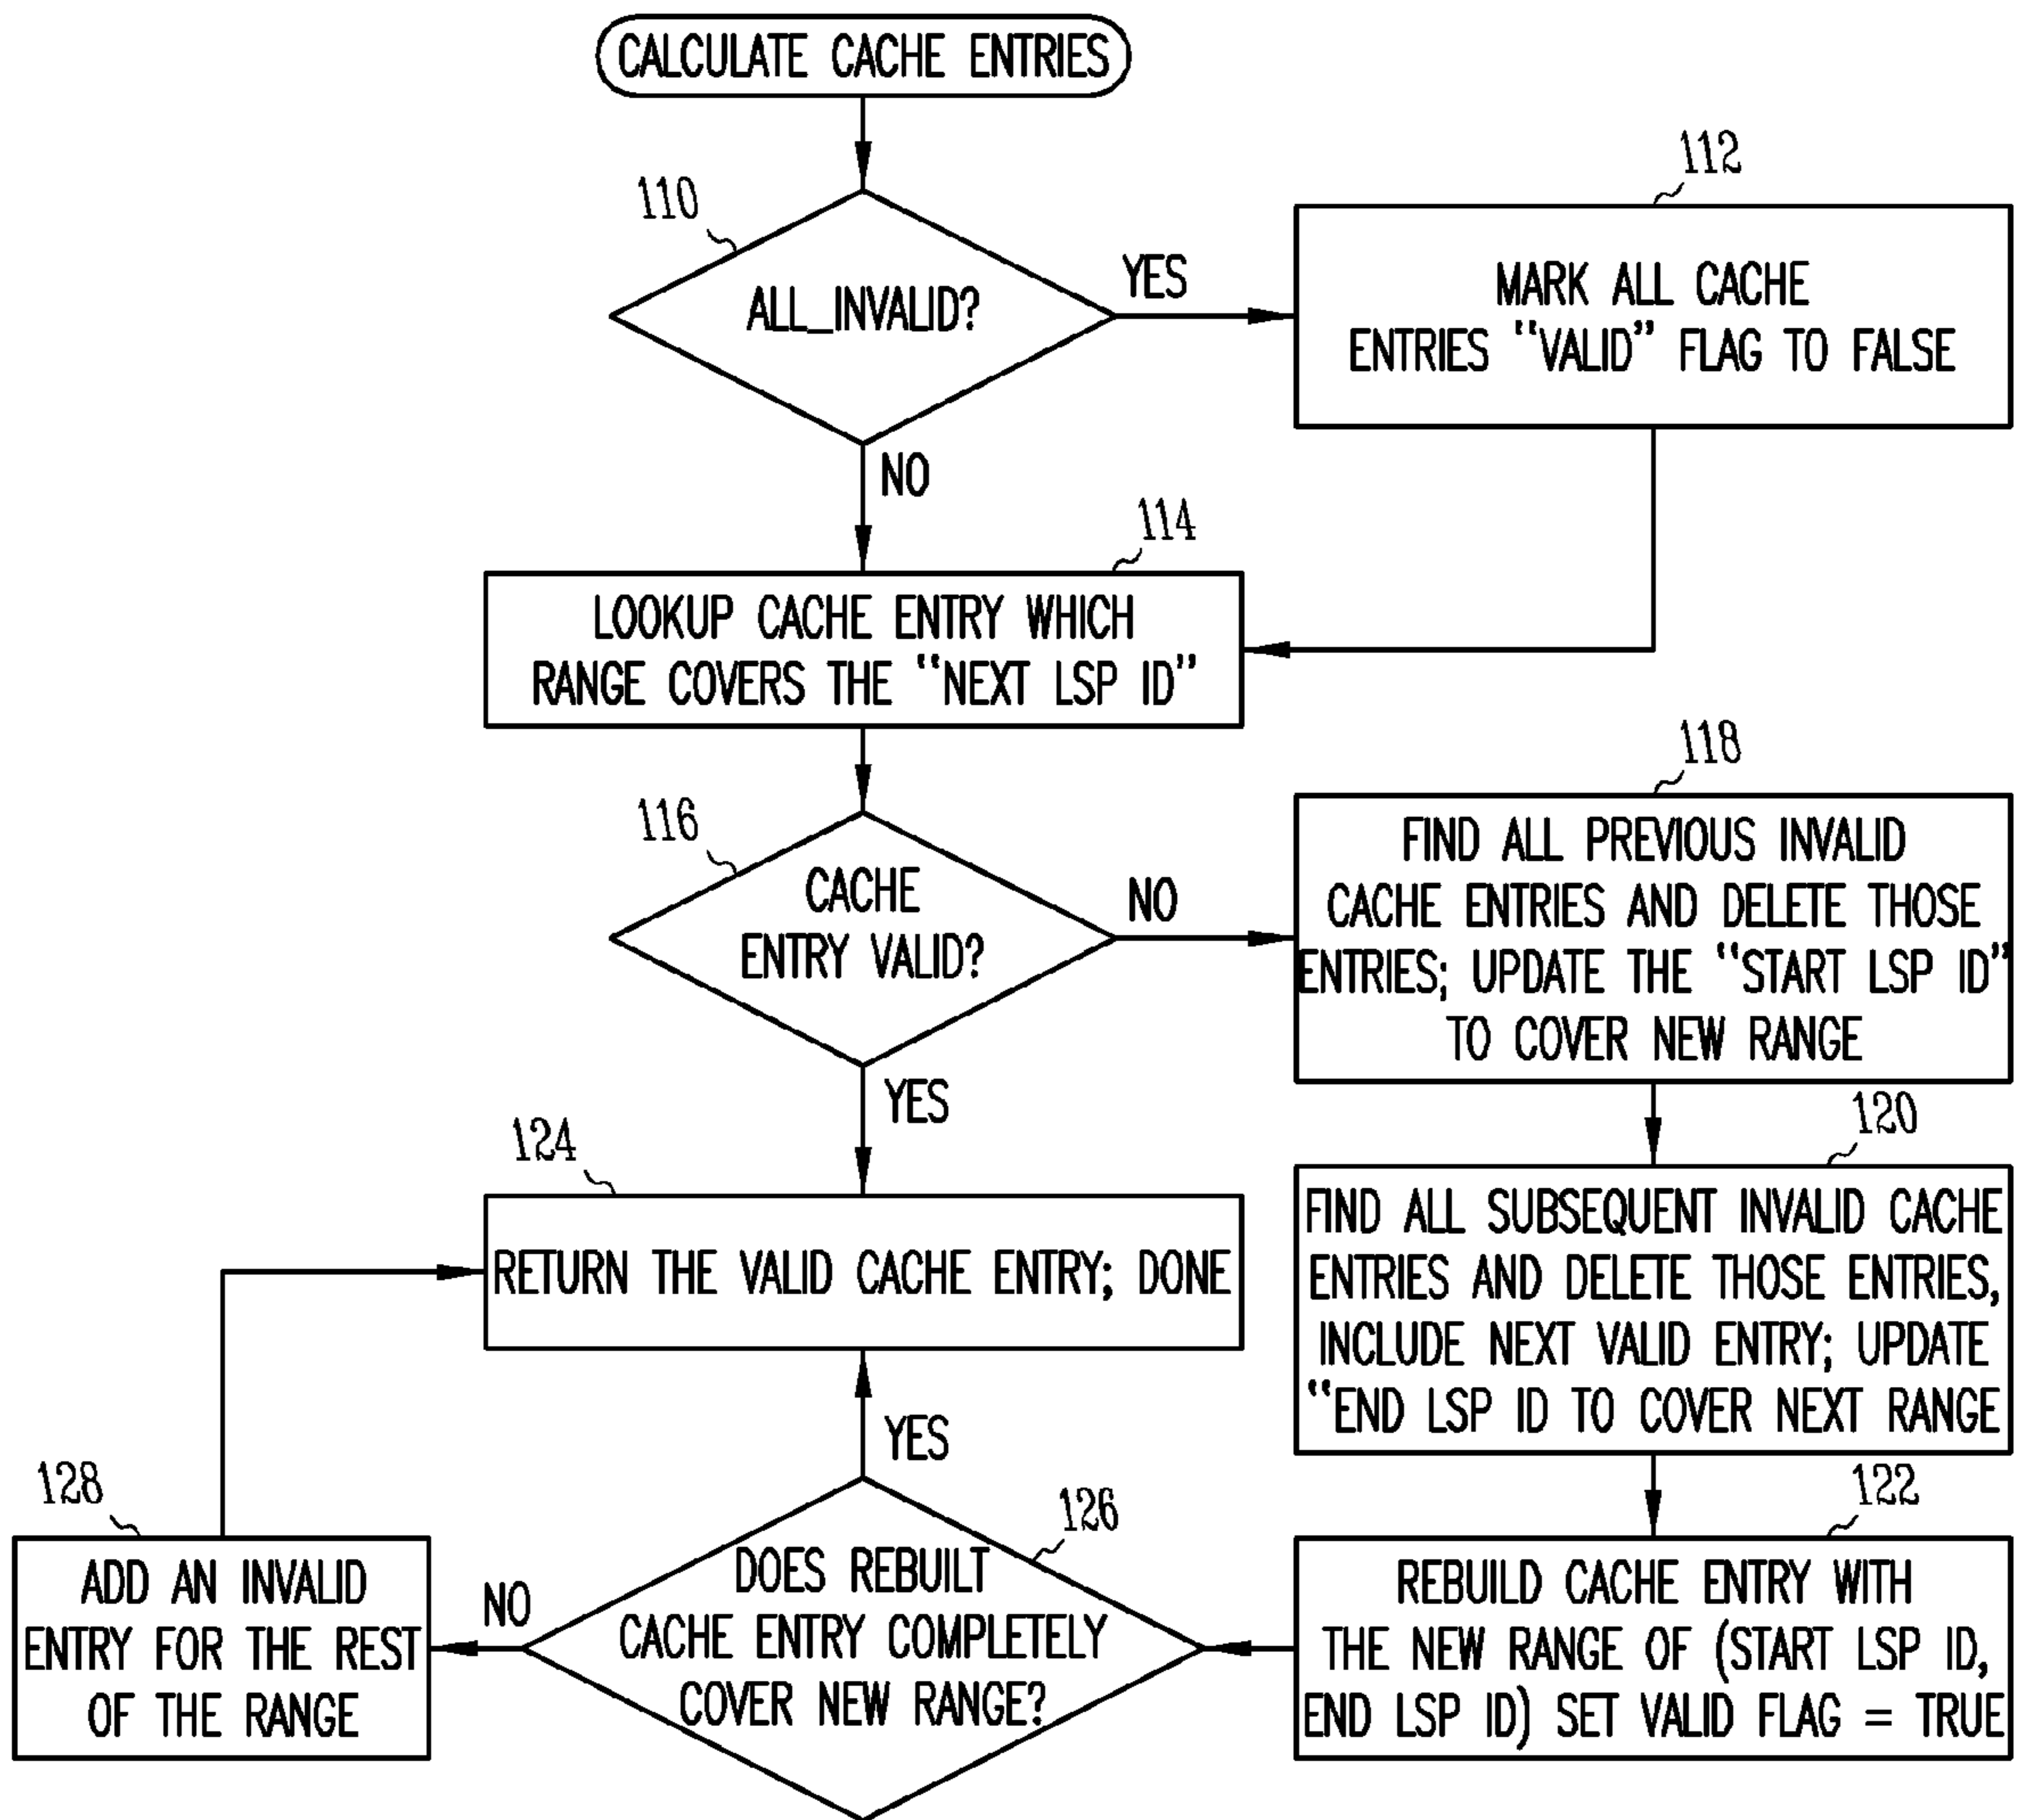 CALCULATE CACHE ENTRIES
110
ALL_INVALID?
YES
112
MARK ALL CACHE
ENTRIES "VALID" FLAG TO FALSE
NO
114
LOOKUP CACHE ENTRY WHICH
RANGE COVERS THE "NEXT LSP ID"
116
CACHE
ENTRY VALID?
NO
118
FIND ALL PREVIOUS INVALID
CACHE ENTRIES AND DELETE THOSE
ENTRIES; UPDATE THE "START LSP ID"
TO COVER NEW RANGE
YES
120
FIND ALL SUBSEQUENT INVALID CACHE
ENTRIES AND DELETE THOSE ENTRIES,
INCLUDE NEXT VALID ENTRY; UPDATE
"END LSP ID TO COVER NEXT RANGE
124
RETURN THE VALID CACHE ENTRY; DONE
YES
122
REBUILD CACHE ENTRY WITH
THE NEW RANGE OF (START LSP ID,
END LSP ID) SET VALID FLAG = TRUE
126
DOES REBUILT
CACHE ENTRY COMPLETELY
COVER NEW RANGE?
NO
128
ADD AN INVALID
ENTRY FOR THE REST
OF THE RANGE